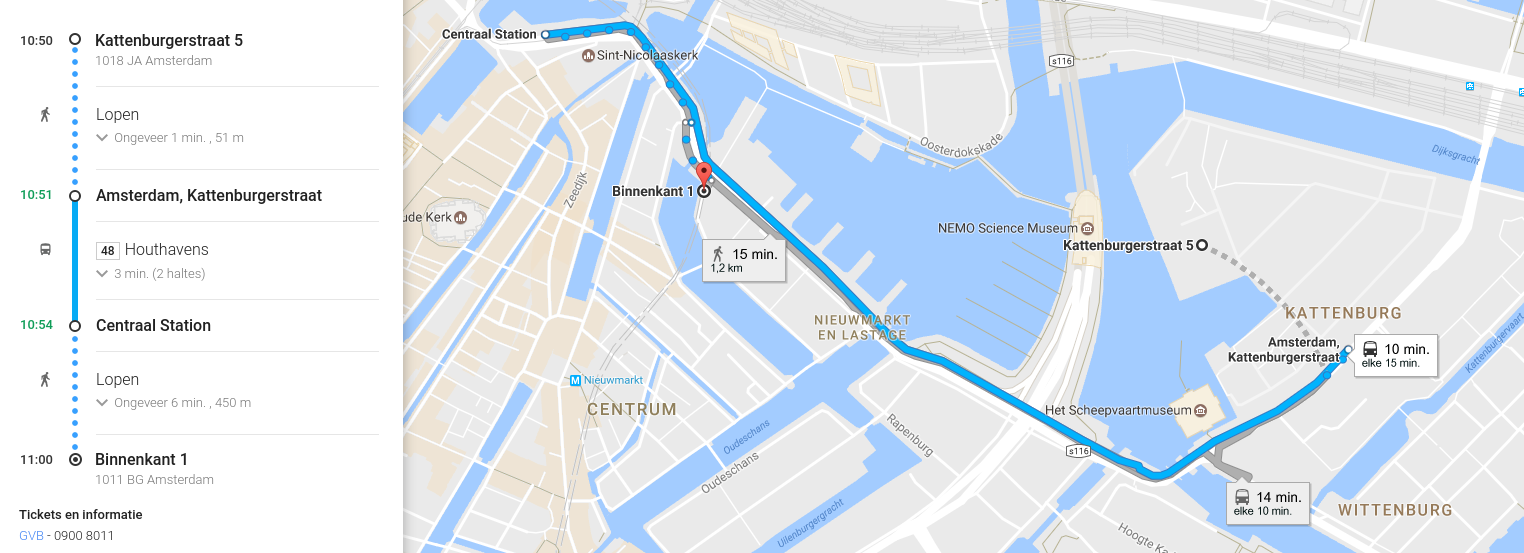 10:50 Kattenburgerstraat 5
1018 JA Amsterdam
Lopen
Ongeveer 1 min. , 51 m
10:51 Amsterdam, Kattenburgerstraat
48 Houthavens
3 min. (2 haltes)
10:54 Centraal Station
Lopen
Ongeveer 6 min. , 450 m
11:00 Binnenkant 1
1011 BG Amsterdam
Tickets en informatie
GVB - 0900 8011
Centraal Station
Sint-Nicolaaskerk
s116
Oosterdokskade
Dijksgracht
Zeedijk
Binnenkant 1
ude Kerk
NEMO Science Museum
Kattenburgerstraat 5
15 min.
1,2 km
KATTENBURG
NIEUWMARKT
EN LASTAGE
Amsterdam,
Kattenburgerstraat
10 min.
elke 15 min.
Kattenburgervaart
M Nieuwmarkt
CENTRUM
Het Scheepvaartmuseum
Oudeschans
Rapenburg
s116
Oudeschans
14 min.
elke 10 min.
WITTENBURG
Uilenburgergracht
Hoogte Ka